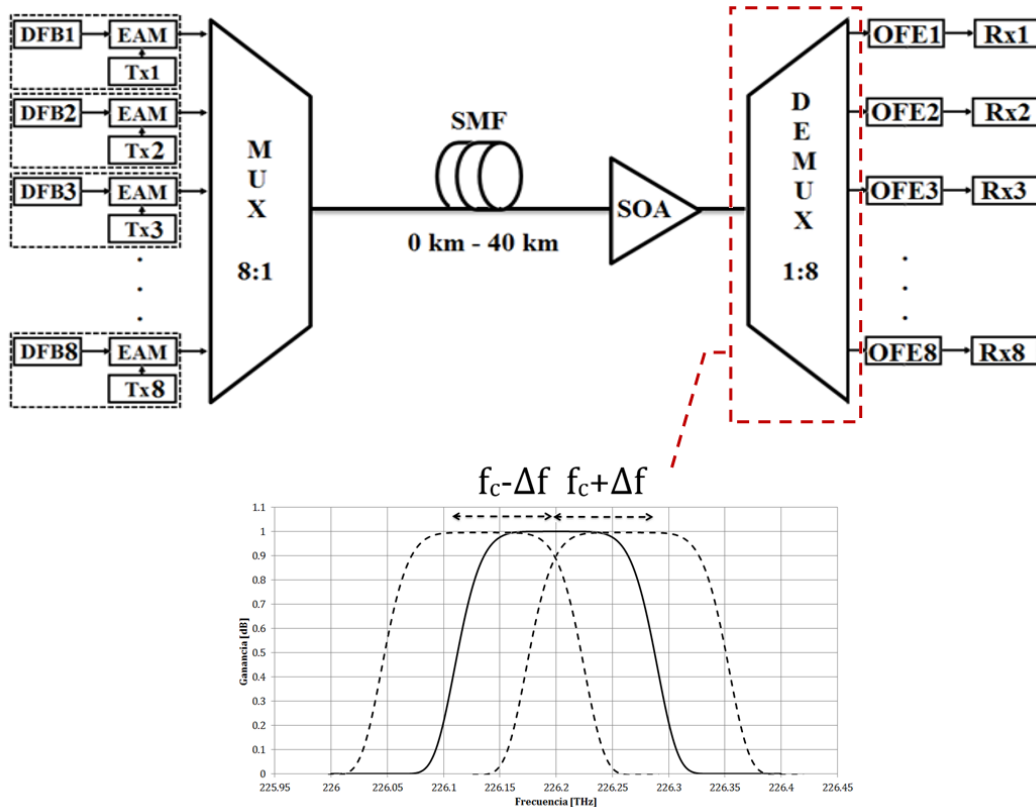 DFB1
EAM
Tx1
DFB2
EAM
Tx2
DFB3
EAM
Tx3
DFB8
EAM
Tx8
MUX
8:1
SMF
0 km - 40 km
SOA
DEMUX
1:8
OFE1
Rx1
OFE2
Rx2
OFE3
Rx3
OFE8
Rx8
fc-Δf fc+Δf
1.1
1
0.9
0.8
0.7
0.6
0.5
0.4
0.3
0.2
0.1
0
Ganancia [dB]
225.95 226 226.05 226.1 226.15 226.2 226.25 226.3 226.35 226.4 226.45
Frecuencia [THz]